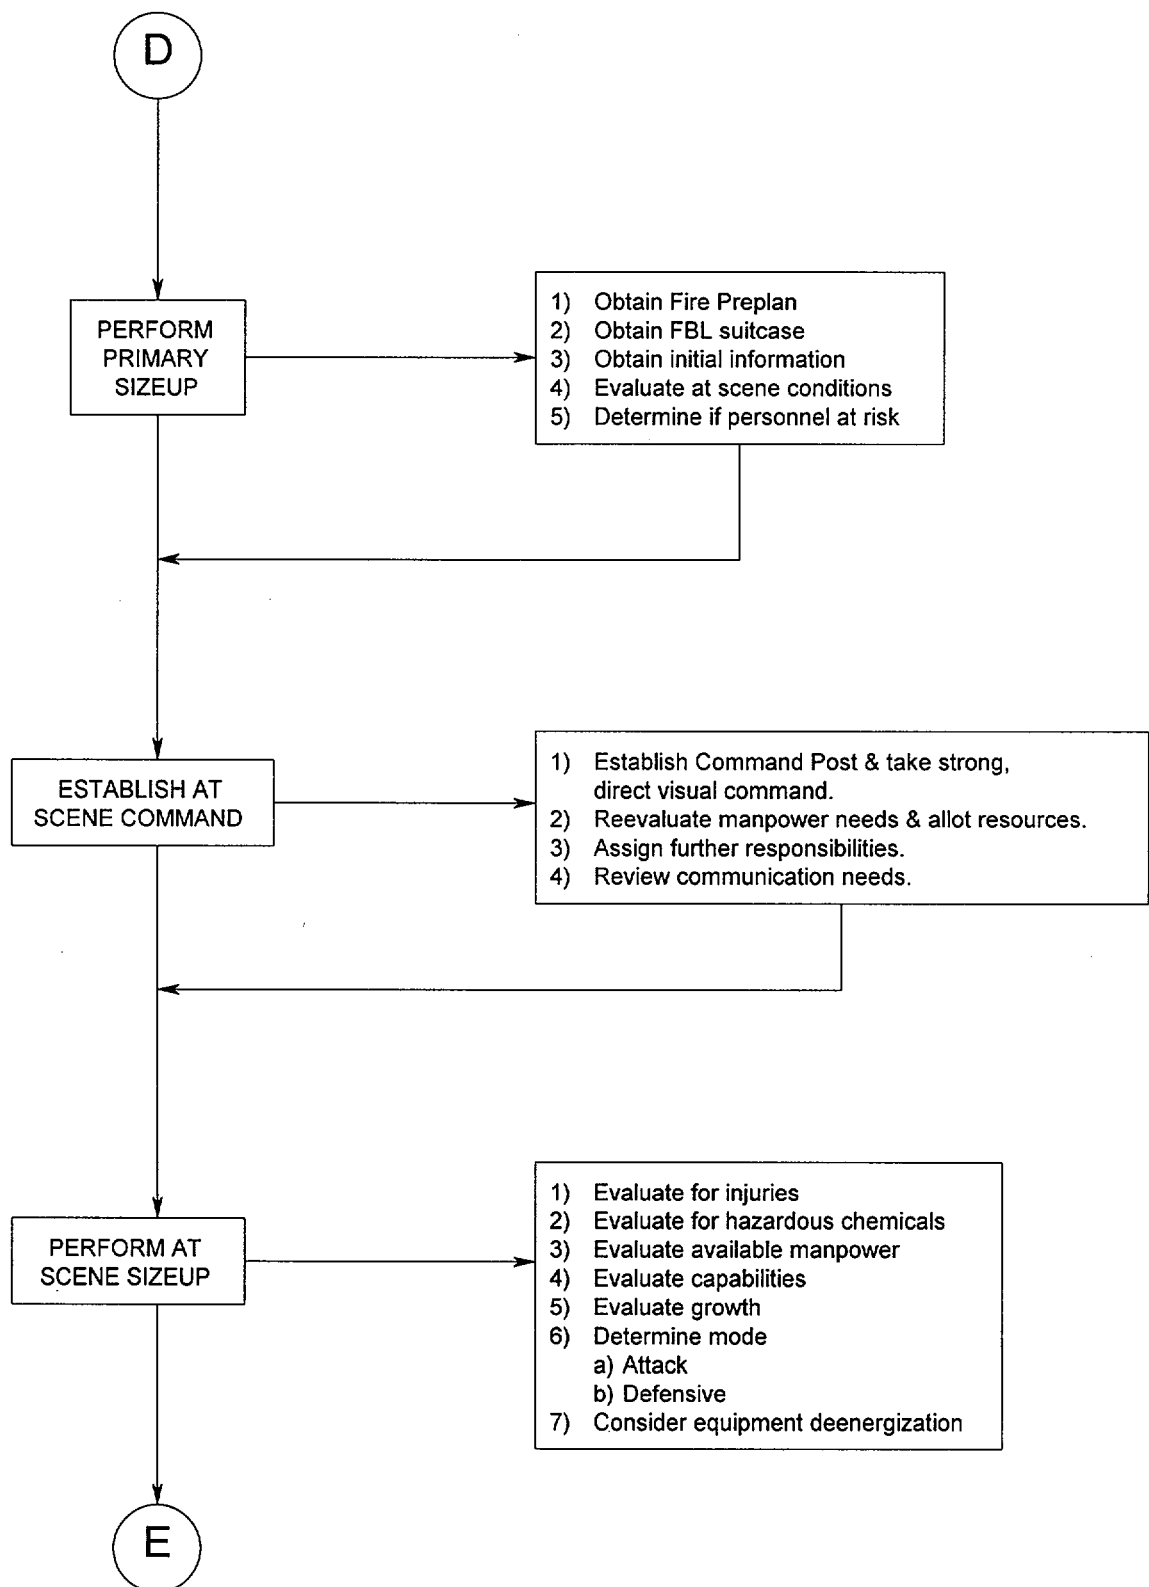 D
PERFORM
PRIMARY
SIZEUP
1) Obtain Fire Preplan
2) Obtain FBL suitcase
3) Obtain initial information
4) Evaluate at scene conditions
5) Determine if personnel at risk
ESTABLISH AT
SCENE COMMAND
1) Establish Command Post & take strong,
direct visual command.
2) Reevaluate manpower needs & allot resources.
3) Assign further responsibilities.
4) Review communication needs.
PERFORM AT
SCENE SIZEUP
1) Evaluate for injuries
2) Evaluate for hazardous chemicals
3) Evaluate available manpower
4) Evaluate capabilities
5) Evaluate growth
6) Determine mode
a) Attack
b) Defensive
7) Consider equipment deenergization
E